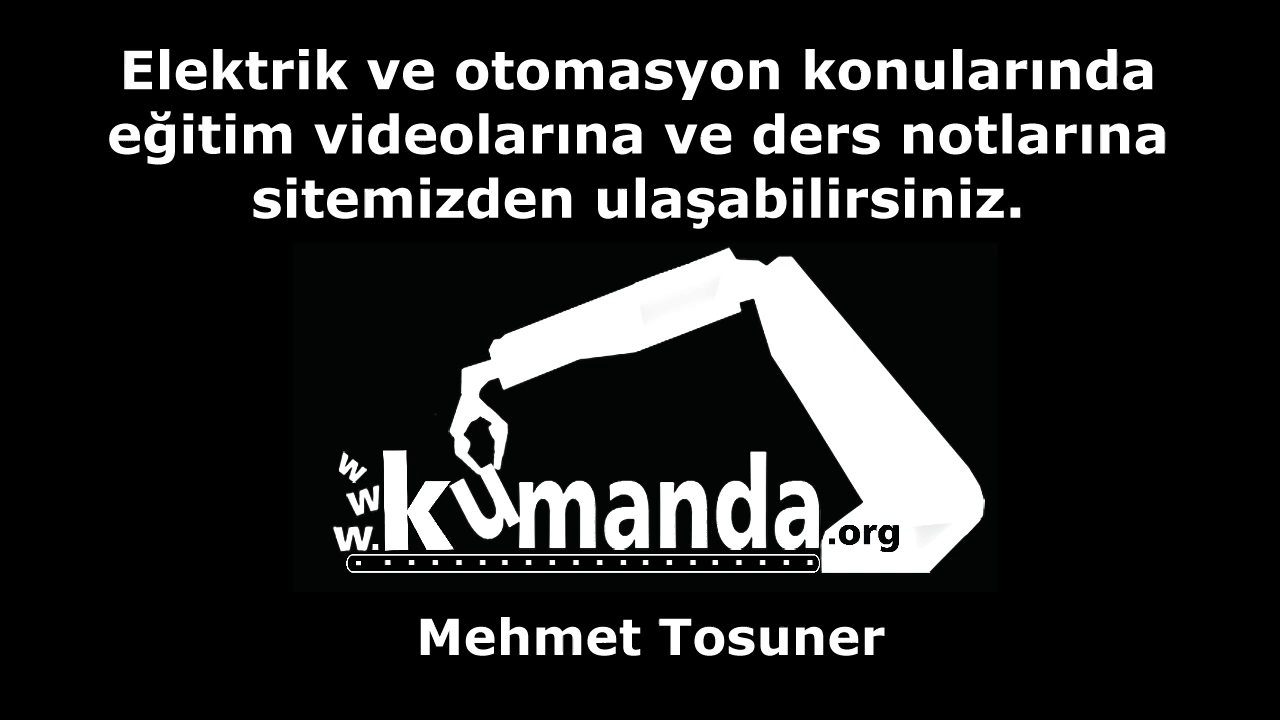 Elektrik ve otomasyon konularında
eğitim videolarına ve ders notlarına
sitemizden ulaşabilirsiniz.
www.kumanda.org
Mehmet Tosuner